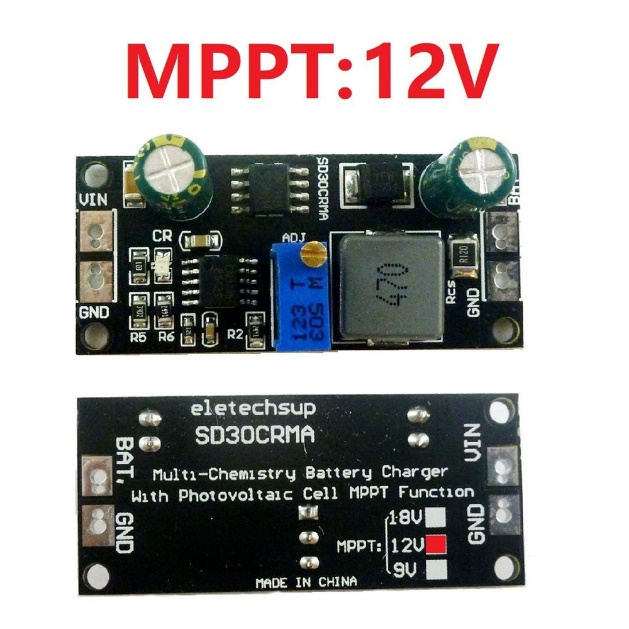 MPPT:12V
VIN
SD30CRMA
CR
ADJ
470
R120
Rcs
GND
GND
R5
R6
R2
123 T
503 M
eletechsup
SD30CRMA
BAT,
VIN
Multi-Chemistry Battery Charger
With Photovoltaic Cell MPPT Function
GND
GND
18V
MPPT: 12V
9V
MADE IN CHINA